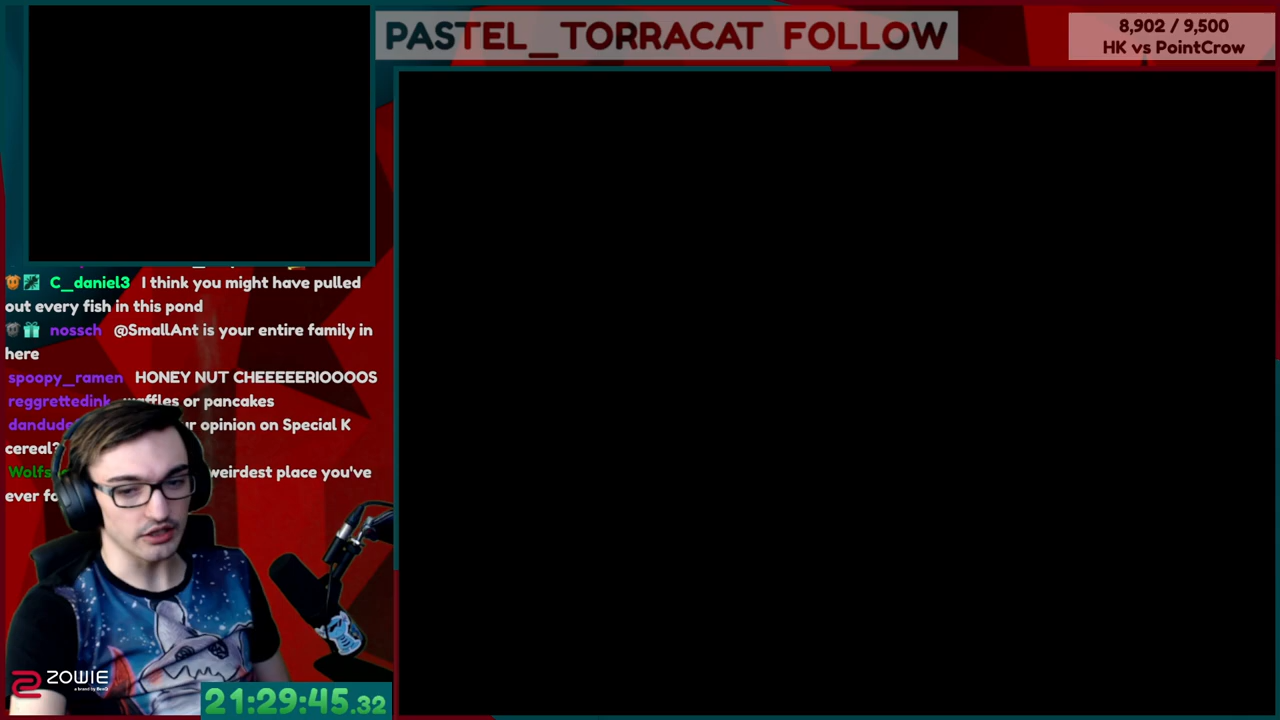 PASTEL_TORRACAT FOLLOW
8,902 / 9,500
HK vs PointCrow
C_daniel3 I think you might have pulled
out every fish in this pond
nossch @SmallAnt is your entire family in
here
spoopy_ramen HONEY NUT CHEEEEERIOOOOS
reggrettedink waffles or pancakes
dandude opinion on Special K
cereal?
Wolfs weirdest place you've
ever
ZOWIE
21:29:45.32